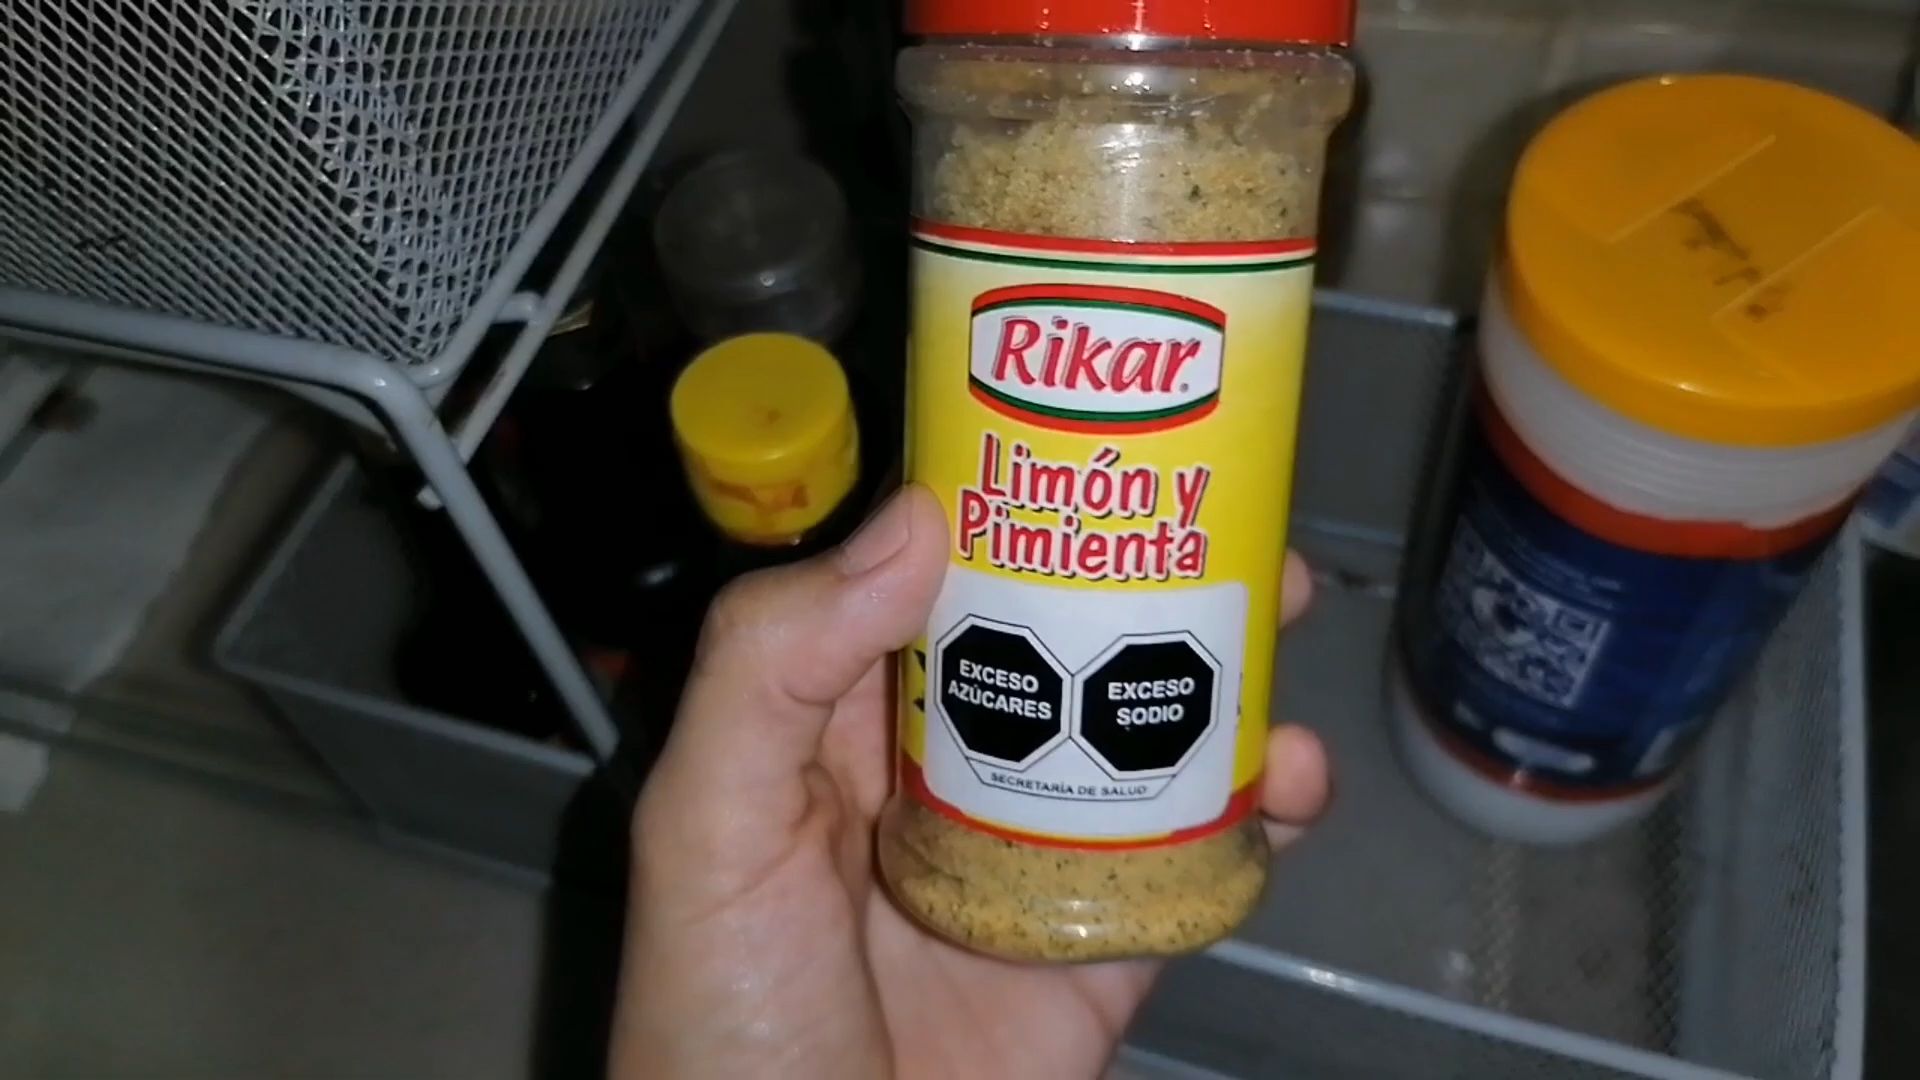 Rikar
Limón y
Pimienta
EXCESO
AZÚCARES
EXCESO
SODIO
SECRETARÍA DE SALUD